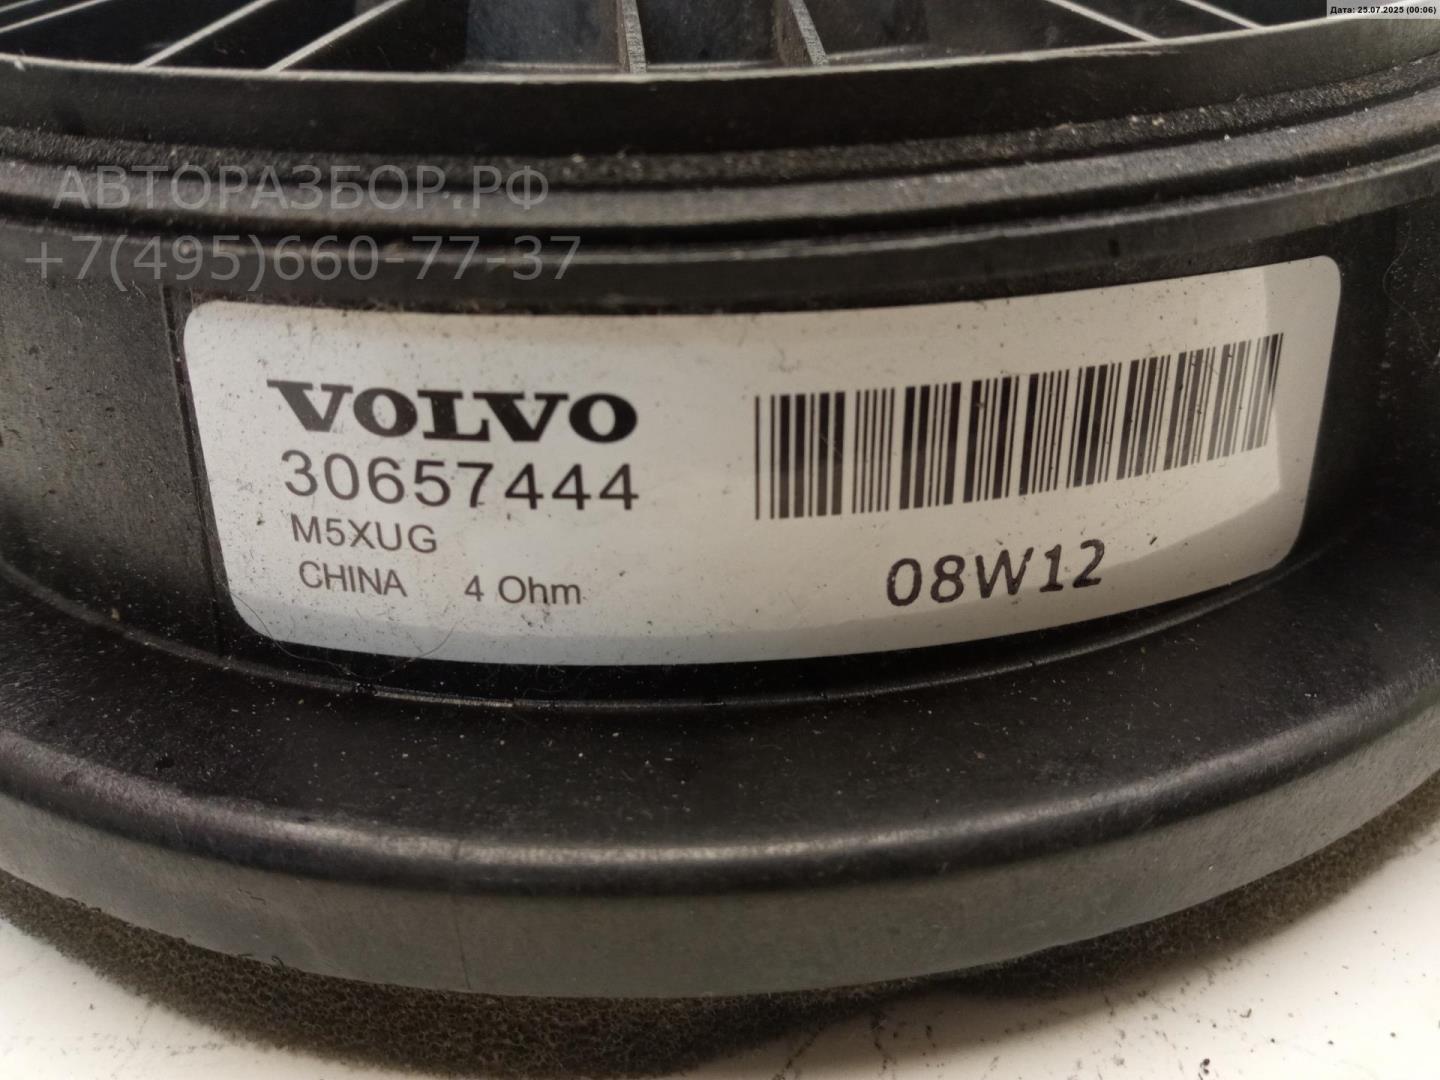 Дата: 25.07.2025 (00:06)
АВТОРАЗБОР.РФ
+7(495)660-77-37
VOLVO
30657444
M5XUG
CHINA 4 Ohm
08W12